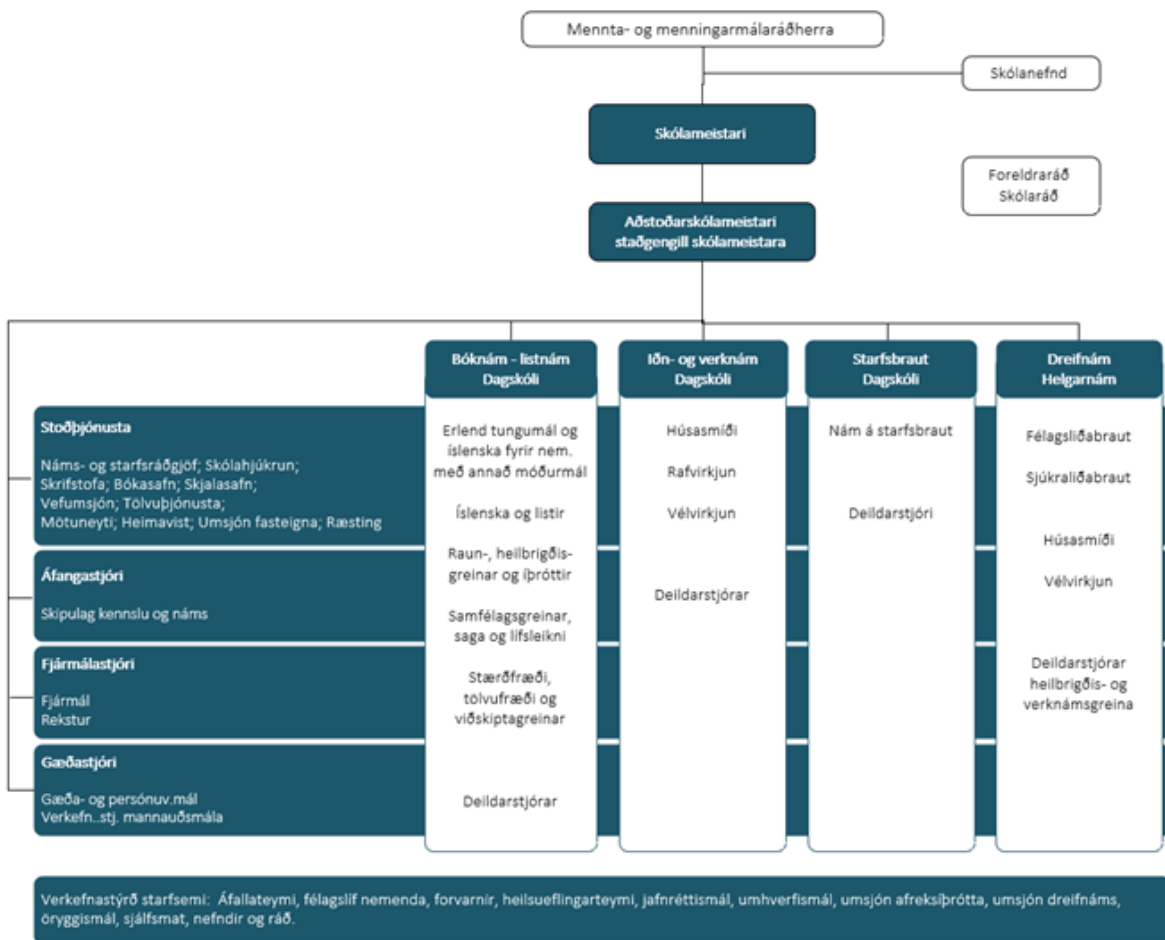 Mennta- og menningarmálaráðherra
Skólanefnd
Skólameistari
Foreldraráð
Skólaráð
Aðstoðarskólameistari
staðgengill skólameistara
Bóknám – listnám
Dagskóli
Iðn- og verknám
Dagskóli
Starfsbraut
Dagskóli
Dreifnám
Helgarnám
Stoðþjónusta
Náms- og starfsráðgjöf; Skólahjúkrun;
Skrifstofa; Bókasafn; Skjalasafn;
Vefumsjón; Tölvuþjónusta;
Mötuneyti; Heimavist; Umsjón fasteigna; Ræsting
Áfangastjóri
Skipulag kennslu og náms
Fjármálastjóri
Fjármál
Rekstur
Gæðastjóri
Gæða- og persónuv.mál
Verkefn..stj. mannauðsmála
Erlend tungumál og
íslenska fyrir nem.
með annað móðurmál
Íslenska og listir
Raun-, heilbrigðis-
greinar og íþróttir
Samfélagsgreinar,
saga og lífsleikni
Stærðfræði,
tölvufræði og
viðskiptagreinar
Deildarstjórar
Húsasmíði
Rafvirkjun
Vélvirkjun
Deildarstjórar
Nám á starfsbraut
Deildarstjóri
Félagsliðabraut
Sjúkraliðabraut
Húsasmíði
Vélvirkjun
Deildarstjórar
heilbrigðis- og
verknámsgreina
Verkefnastýrð starfsemi: Áfallateymi, félagslíf nemenda, forvarnir, heilsueflingarteymi, jafnréttismál, umhverfismál, umsjón afreksíþrótta, umsjón dreifnáms,
öryggismál, sjálfsmat, nefndir og ráð.